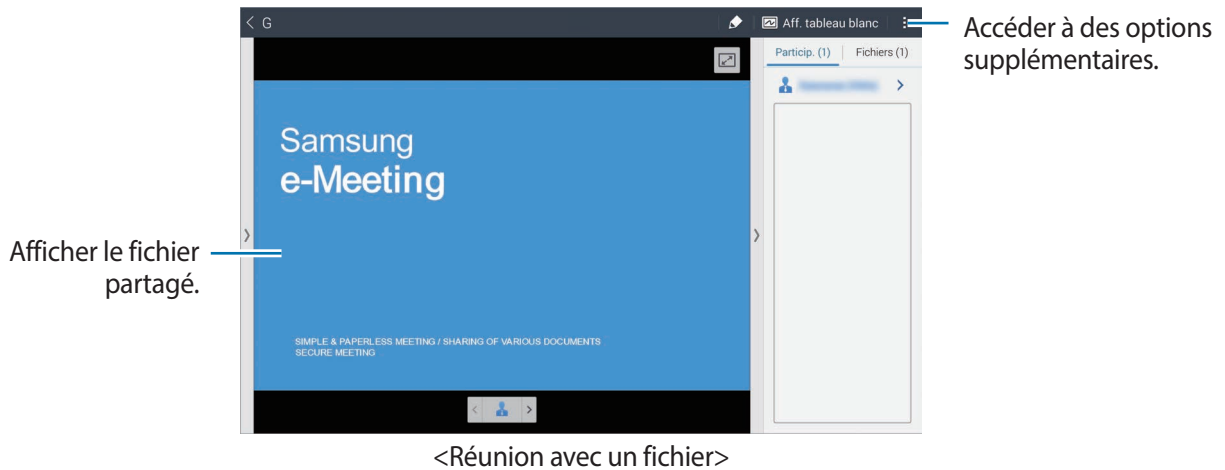 G
Aff. tableau blanc
Accéder à des options
supplémentaires.
Particip. (1)
Fichiers (1)
Samsung
e-Meeting
Afficher le fichier
partagé.
SIMPLE & PAPERLESS MEETING / SHARING OF VARIOUS DOCUMENTS
SECURE MEETING
<Réunion avec un fichier>